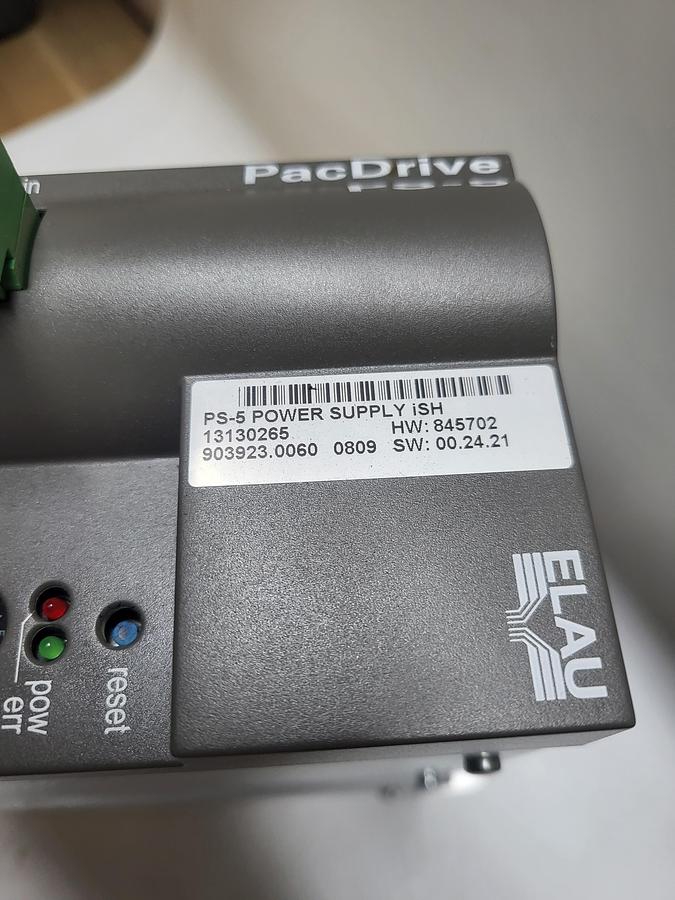 in
PacDrive
PS-5 POWER SUPPLY iSH
13130265 HW: 845702
903923.0060 0809 SW: 00.24.21
ELAU
reset
pow
err